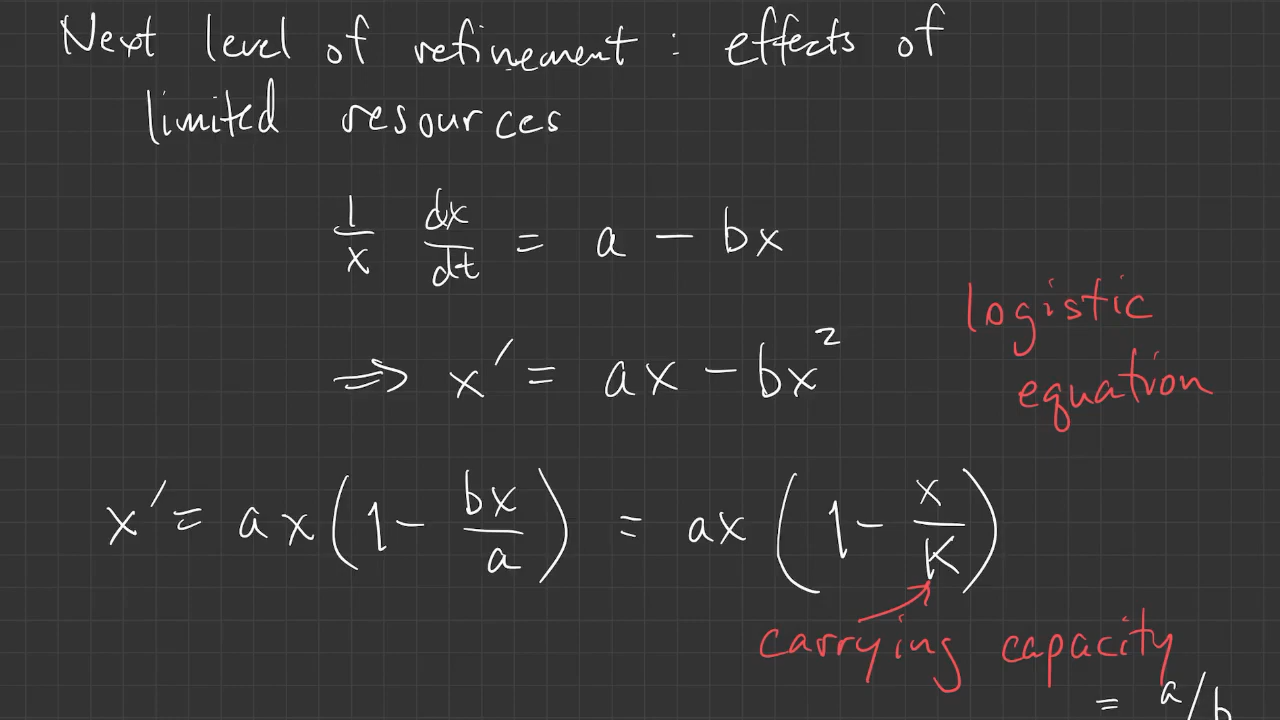 Next level of refinement : effects of
limited resources
1/x dx/dt = a - bx
⇒ x' = ax - bx²
logistic
equation
x' = ax(1 - bx/a) = ax(1 - x/K)
carrying capacity
= a/b